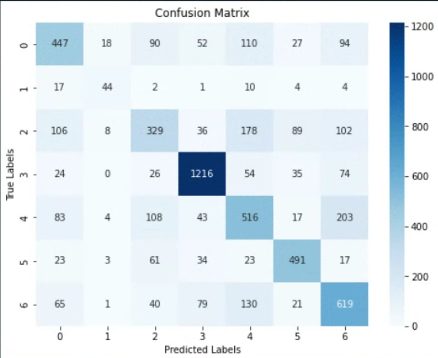 Confusion Matrix
0 447 18 90 52 110 27 94
1 17 44 2 1 10 4 4
2 106 8 329 36 178 89 102
3 24 0 26 1216 54 35 74
4 83 4 108 43 516 17 203
5 23 3 61 34 23 491 17
6 65 1 40 79 130 21 619
0 1 2 3 4 5 6
Predicted Labels
True Labels
1200
1000
800
600
400
200
0